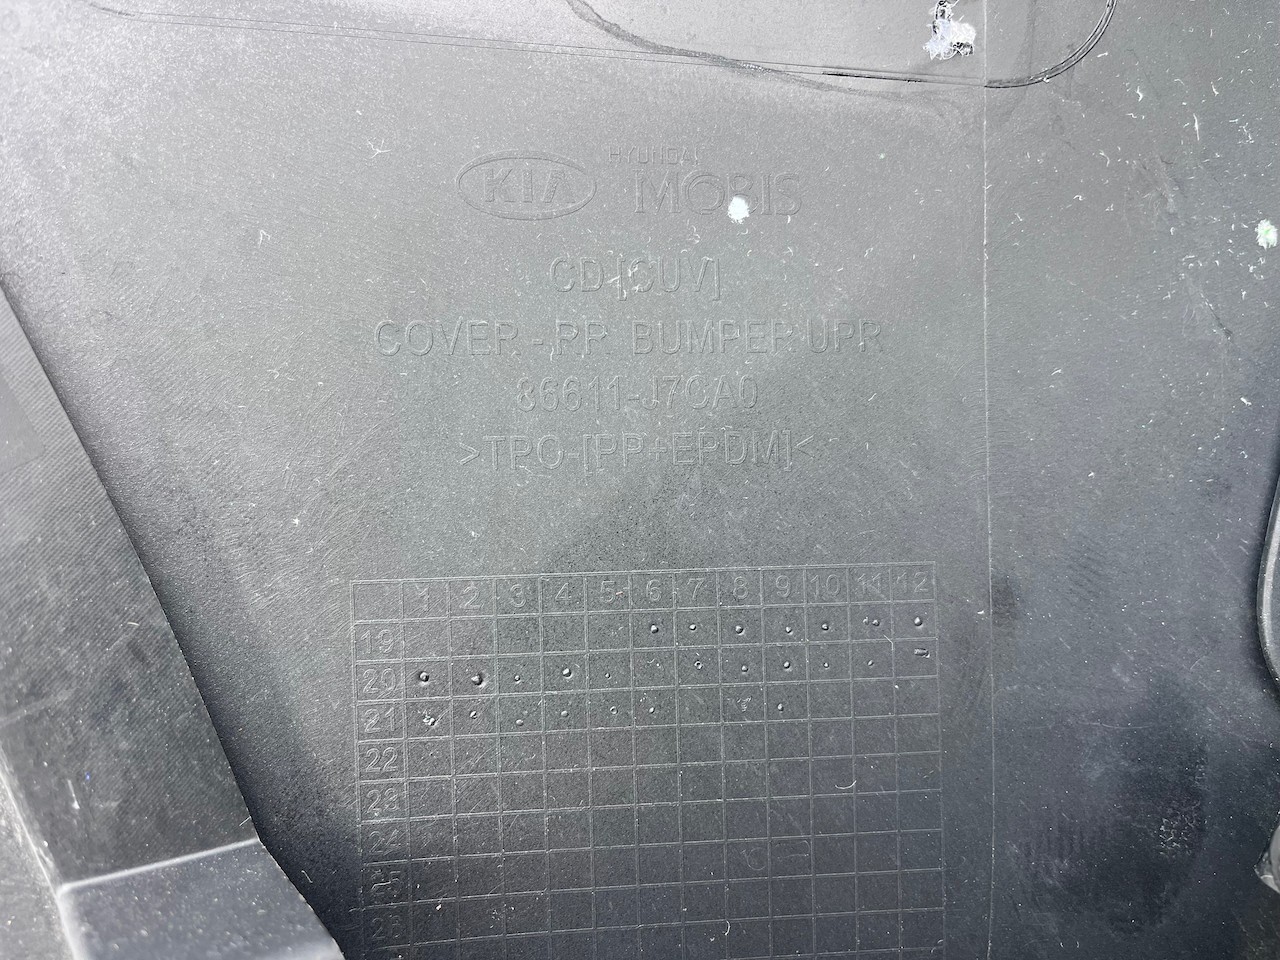 KIA
HYUNDAI
MOBIS
CD[CUV]
COVER-RR BUMPER UPR
86611-J7CA0
>TPO-[PP+EPDM]<
1 2 3 4 5 6 7 8 9 10 11 12
19
20
21
22
23
24
25
26